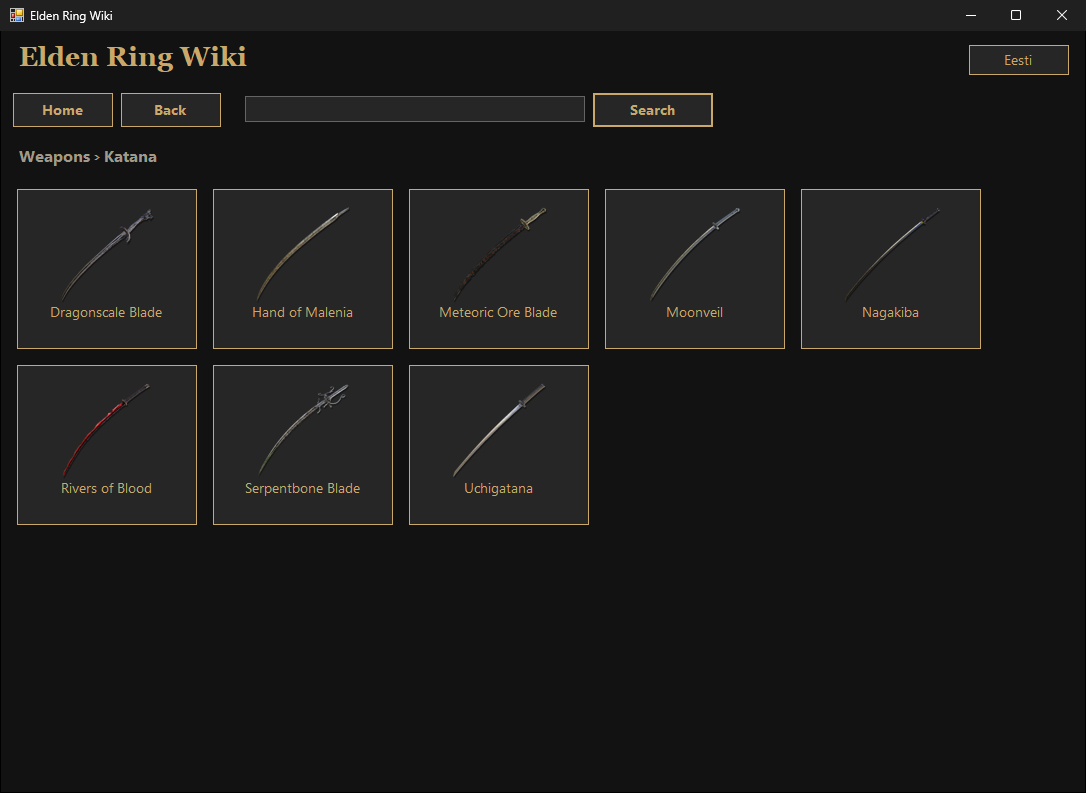 Elden Ring Wiki
Elden Ring Wiki
Eesti
Home Back Search
Weapons › Katana
Dragonscale Blade Hand of Malenia Meteoric Ore Blade Moonveil Nagakiba
Rivers of Blood Serpentbone Blade Uchigatana